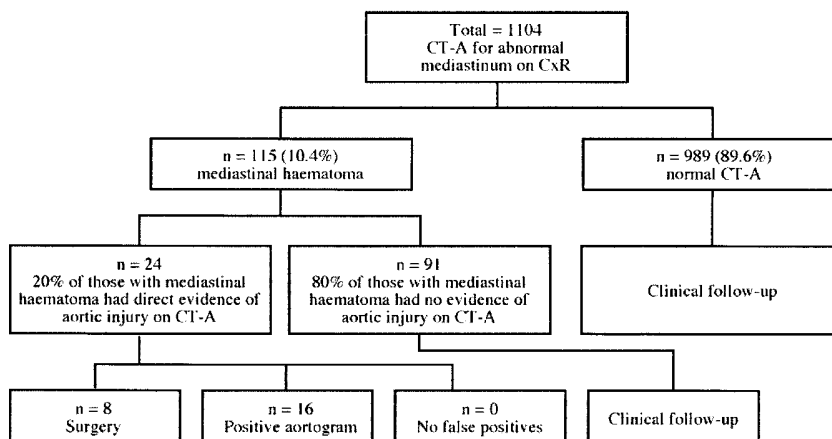 Total = 1104
CT-A for abnormal
mediastinum on CxR
n = 115 (10.4%)
mediastinal haematoma
n = 989 (89.6%)
normal CT-A
n = 24
20% of those with mediastinal
haematoma had direct evidence of
aortic injury on CT-A
n = 91
80% of those with mediastinal
haematoma had no evidence of
aortic injury on CT-A
Clinical follow-up
n = 8
Surgery
n = 16
Positive aortogram
n = 0
No false positives
Clinical follow-up